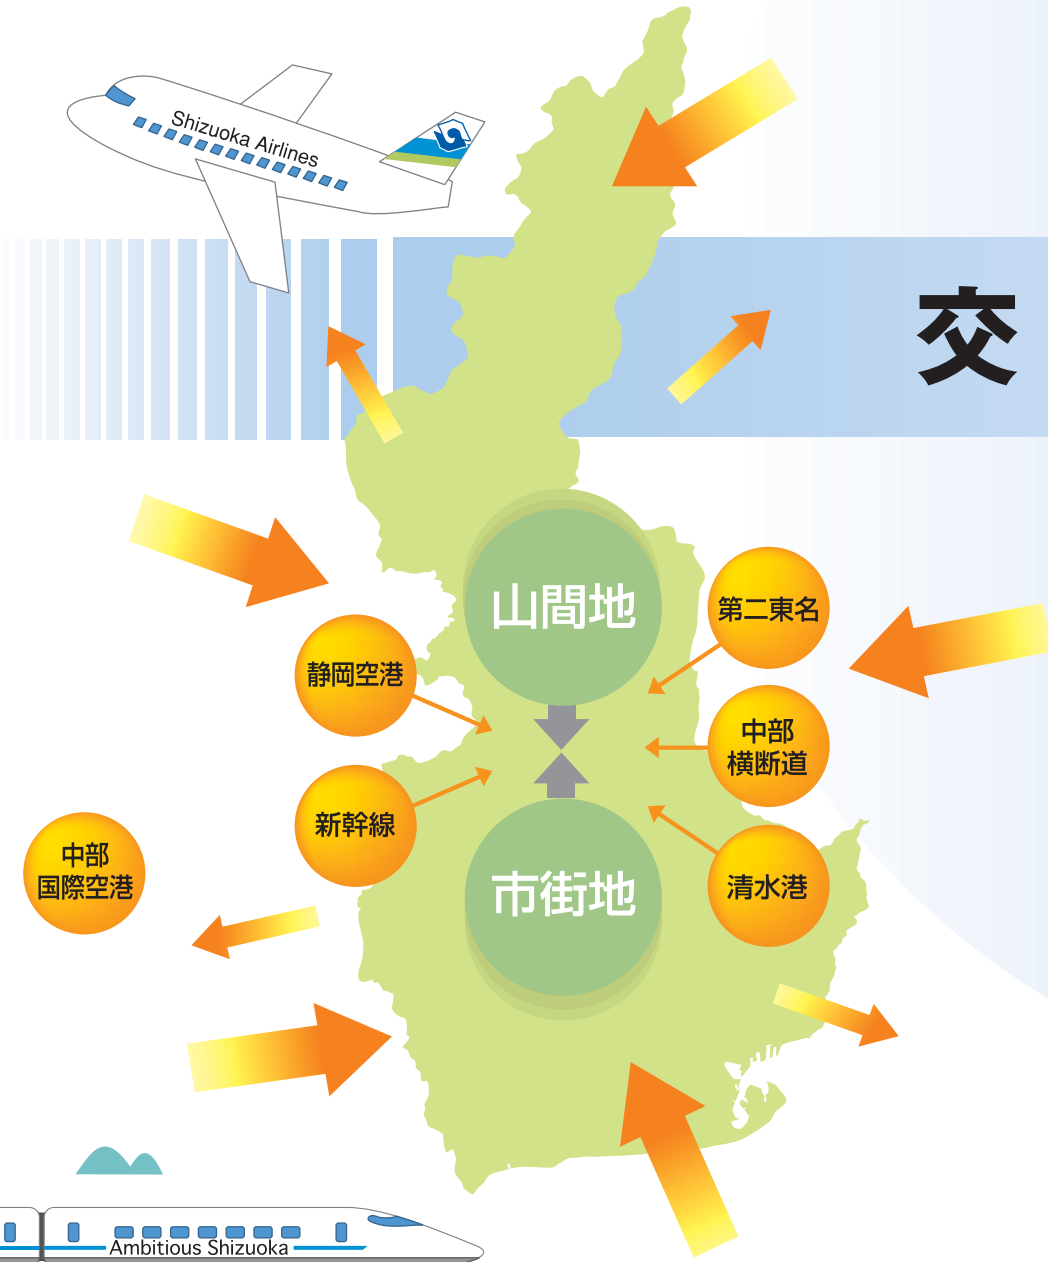 Shizuoka Airlines
交
山間地
第二東名
静岡空港
中部
横断道
新幹線
中部
国際空港
市街地
清水港
Ambitious Shizuoka